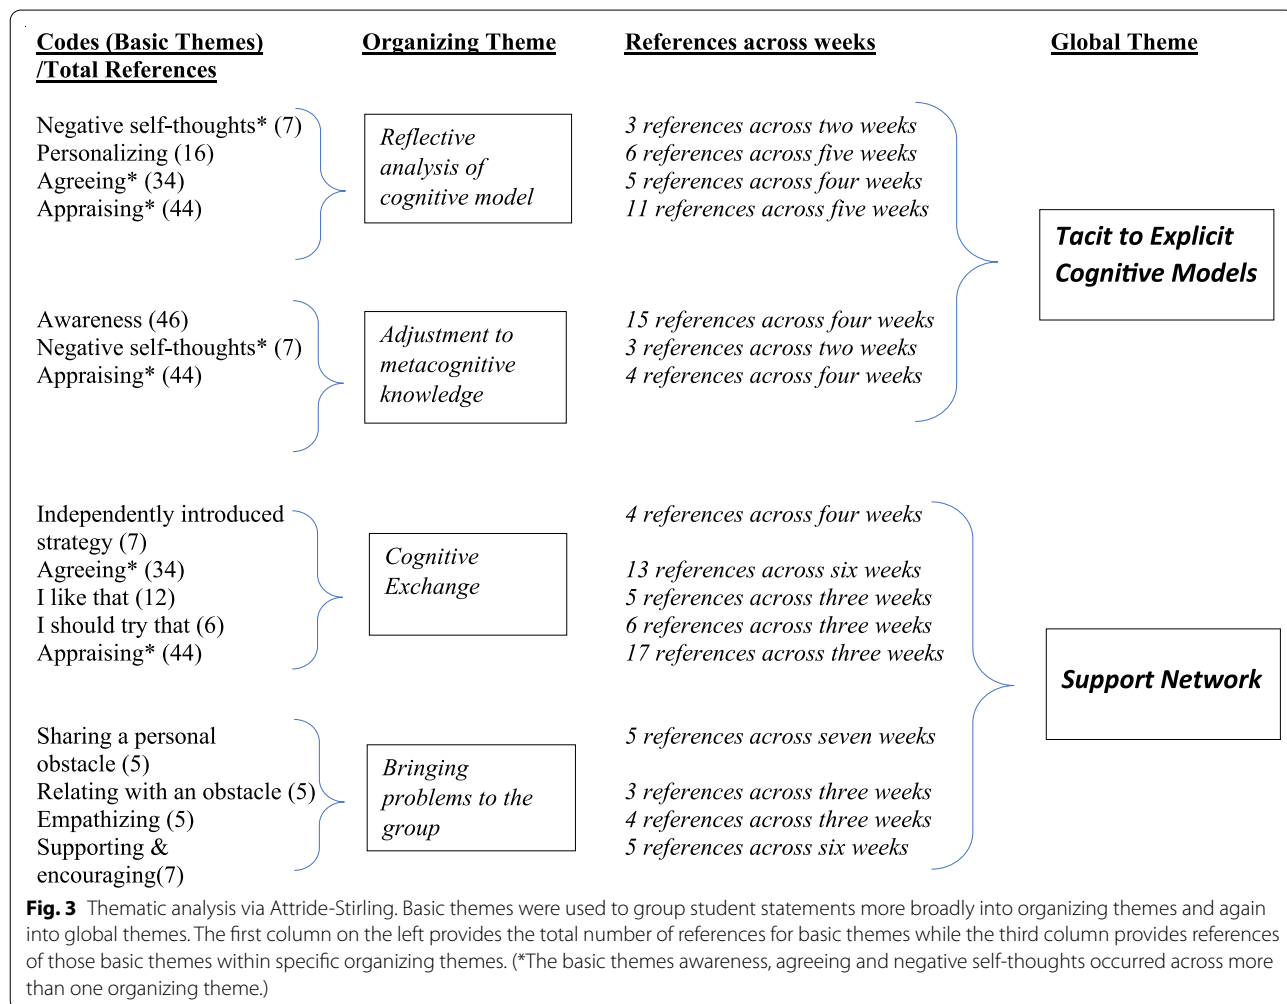 Codes (Basic Themes)
/Total References
Organizing Theme
References across weeks
Global Theme
Negative self-thoughts* (7)
Personalizing (16)
Agreeing* (34)
Appraising* (44)
Reflective
analysis of
cognitive model
3 references across two weeks
6 references across five weeks
5 references across four weeks
11 references across five weeks
Tacit to Explicit
Cognitive Models
Awareness (46)
Negative self-thoughts* (7)
Appraising* (44)
Adjustment to
metacognitive
knowledge
15 references across four weeks
3 references across two weeks
4 references across four weeks
Independently introduced
strategy (7)
Agreeing* (34)
I like that (12)
I should try that (6)
Appraising* (44)
Cognitive
Exchange
4 references across four weeks
13 references across six weeks
5 references across three weeks
6 references across three weeks
17 references across three weeks
Support Network
Sharing a personal
obstacle (5)
Relating with an obstacle (5)
Empathizing (5)
Supporting &
encouraging(7)
Bringing
problems to the
group
5 references across seven weeks
3 references across three weeks
4 references across three weeks
5 references across six weeks
Fig. 3 Thematic analysis via Attride-Stirling. Basic themes were used to group student statements more broadly into organizing themes and again
into global themes. The first column on the left provides the total number of references for basic themes while the third column provides references
of those basic themes within specific organizing themes. (*The basic themes awareness, agreeing and negative self-thoughts occurred across more
than one organizing theme.)